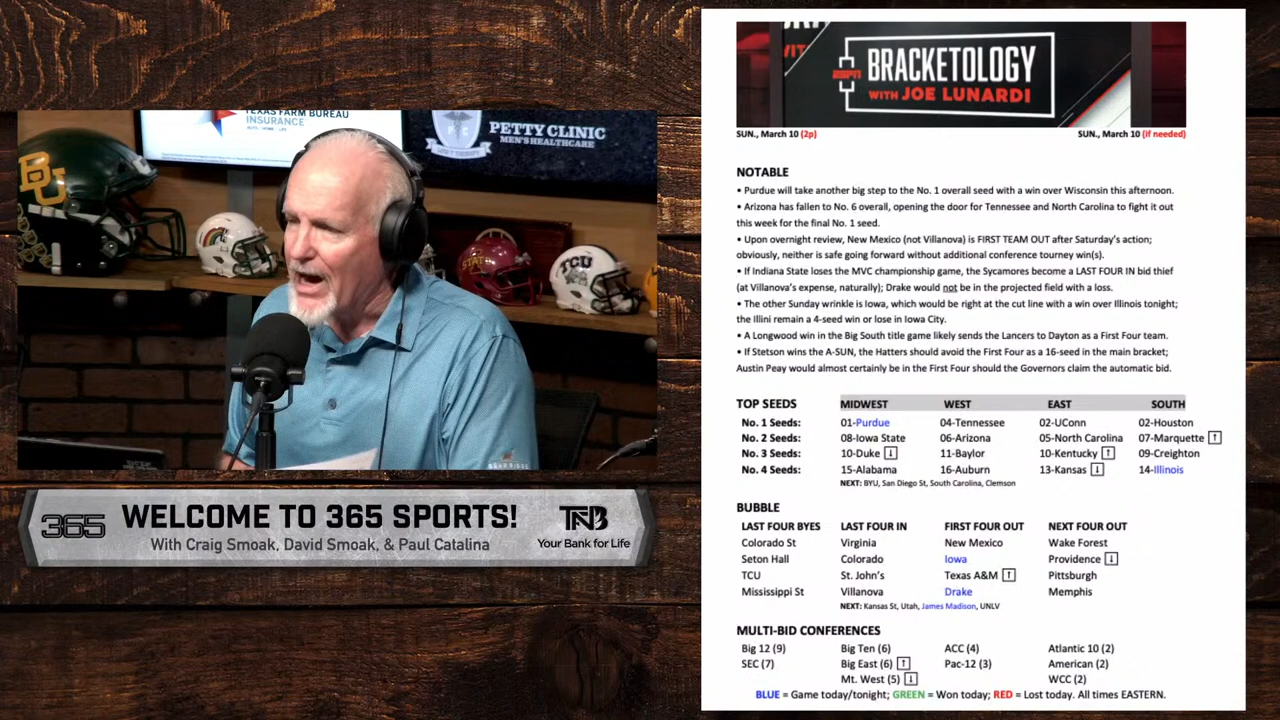 TEXAS FARM BUREAU
INSURANCE
AUTO · HOME · LIFE
PETTY CLINIC
MEN'S HEALTHCARE
BU
TCU
365
WELCOME TO 365 SPORTS!
With Craig Smoak, David Smoak, & Paul Catalina
TNB
Your Bank for Life
ESPN
BRACKETOLOGY
WITH JOE LUNARDI
SUN., March 10 (2p)
SUN., March 10 (if needed)
NOTABLE
• Purdue will take another big step to the No. 1 overall seed with a win over Wisconsin this afternoon.
• Arizona has fallen to No. 6 overall, opening the door for Tennessee and North Carolina to fight it out
this week for the final No. 1 seed.
• Upon overnight review, New Mexico (not Villanova) is FIRST TEAM OUT after Saturday's action;
obviously, neither is safe going forward without additional conference tourney win(s).
• If Indiana State loses the MVC championship game, the Sycamores become a LAST FOUR IN bid thief
(at Villanova's expense, naturally); Drake would not be in the projected field with a loss.
• The other Sunday wrinkle is Iowa, which would be right at the cut line with a win over Illinois tonight;
the Illini remain a 4-seed win or lose in Iowa City.
• A Longwood win in the Big South title game likely sends the Lancers to Dayton as a First Four team.
• If Stetson wins the A-SUN, the Hatters should avoid the First Four as a 16-seed in the main bracket;
Austin Peay would almost certainly be in the First Four should the Governors claim the automatic bid.
TOP SEEDS MIDWEST WEST EAST SOUTH
No. 1 Seeds: 01-Purdue 04-Tennessee 02-UConn 02-Houston
No. 2 Seeds: 08-Iowa State 06-Arizona 05-North Carolina 07-Marquette ↑
No. 3 Seeds: 10-Duke ↓ 11-Baylor 10-Kentucky ↑ 09-Creighton
No. 4 Seeds: 15-Alabama 16-Auburn 13-Kansas ↓ 14-Illinois
NEXT: BYU, San Diego St, South Carolina, Clemson
BUBBLE
LAST FOUR BYES LAST FOUR IN FIRST FOUR OUT NEXT FOUR OUT
Colorado St Virginia New Mexico Wake Forest
Seton Hall Colorado Iowa Providence ↓
TCU St. John's Texas A&M ↑ Pittsburgh
Mississippi St Villanova Drake Memphis
NEXT: Kansas St, Utah, James Madison, UNLV
MULTI-BID CONFERENCES
Big 12 (9) Big Ten (6) ACC (4) Atlantic 10 (2)
SEC (7) Big East (6) ↑ Pac-12 (3) American (2)
Mt. West (5) ↓ WCC (2)
BLUE = Game today/tonight; GREEN = Won today; RED = Lost today. All times EASTERN.